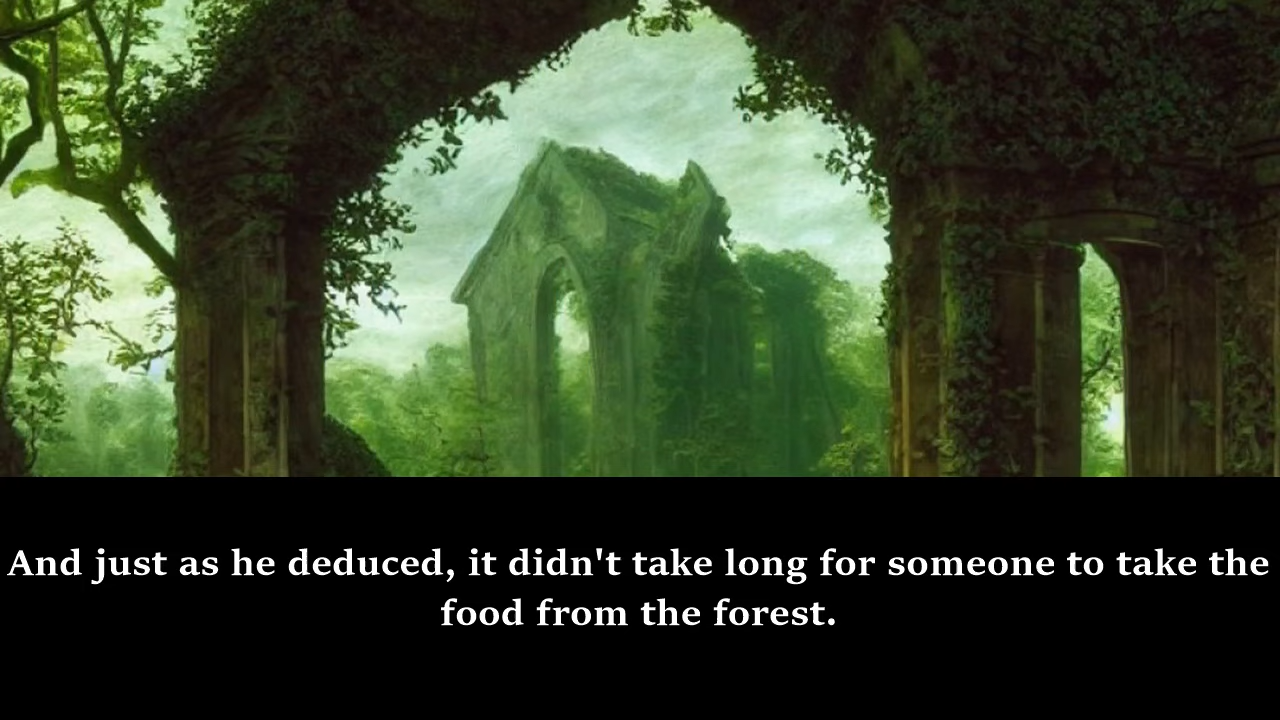 And just as he deduced, it didn't take long for someone to take the
food from the forest.